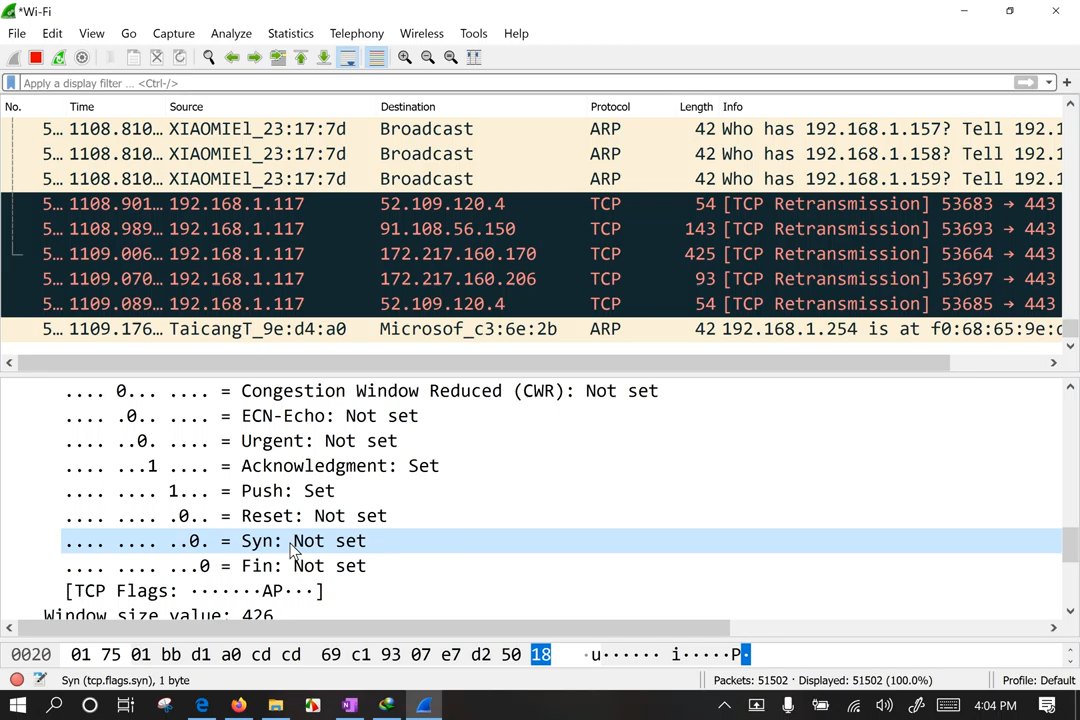 *Wi-Fi
File Edit View Go Capture Analyze Statistics Telephony Wireless Tools Help
Apply a display filter ... <Ctrl-/>
No. Time Source Destination Protocol Length Info
5… 1108.810… XIAOMIEl_23:17:7d Broadcast ARP 42 Who has 192.168.1.157? Tell 192.1
5… 1108.810… XIAOMIEl_23:17:7d Broadcast ARP 42 Who has 192.168.1.158? Tell 192.1
5… 1108.810… XIAOMIEl_23:17:7d Broadcast ARP 42 Who has 192.168.1.159? Tell 192.1
5… 1108.901… 192.168.1.117 52.109.120.4 TCP 54 [TCP Retransmission] 53683 → 443
5… 1108.989… 192.168.1.117 91.108.56.150 TCP 143 [TCP Retransmission] 53693 → 443
5… 1109.006… 192.168.1.117 172.217.160.170 TCP 425 [TCP Retransmission] 53664 → 443
5… 1109.070… 192.168.1.117 172.217.160.206 TCP 93 [TCP Retransmission] 53697 → 443
5… 1109.089… 192.168.1.117 52.109.120.4 TCP 54 [TCP Retransmission] 53685 → 443
5… 1109.176… TaicangT_9e:d4:a0 Microsof_c3:6e:2b ARP 42 192.168.1.254 is at f0:68:65:9e:d
.... 0... .... = Congestion Window Reduced (CWR): Not set
.... .0.. .... = ECN-Echo: Not set
.... ..0. .... = Urgent: Not set
.... ...1 .... = Acknowledgment: Set
.... .... 1... = Push: Set
.... .... .0.. = Reset: Not set
.... .... ..0. = Syn: Not set
.... .... ...0 = Fin: Not set
[TCP Flags: ·······AP···]
Window size value: 426
0020 01 75 01 bb d1 a0 cd cd 69 c1 93 07 e7 d2 50 18 ·u······ i·····P·
Syn (tcp.flags.syn), 1 byte Packets: 51502 · Displayed: 51502 (100.0%) Profile: Default
4:04 PM